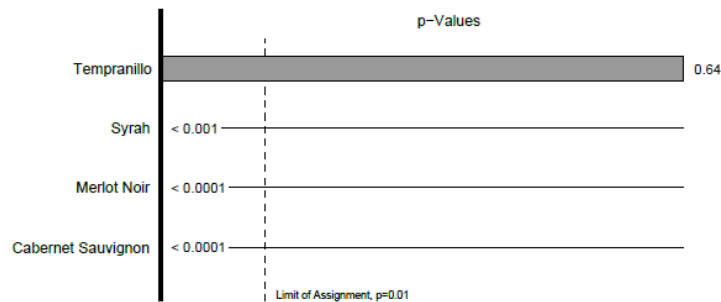 p-Values
Tempranillo 0.64
Syrah < 0.001
Merlot Noir < 0.0001
Cabernet Sauvignon < 0.0001
Limit of Assignment, p=0.01